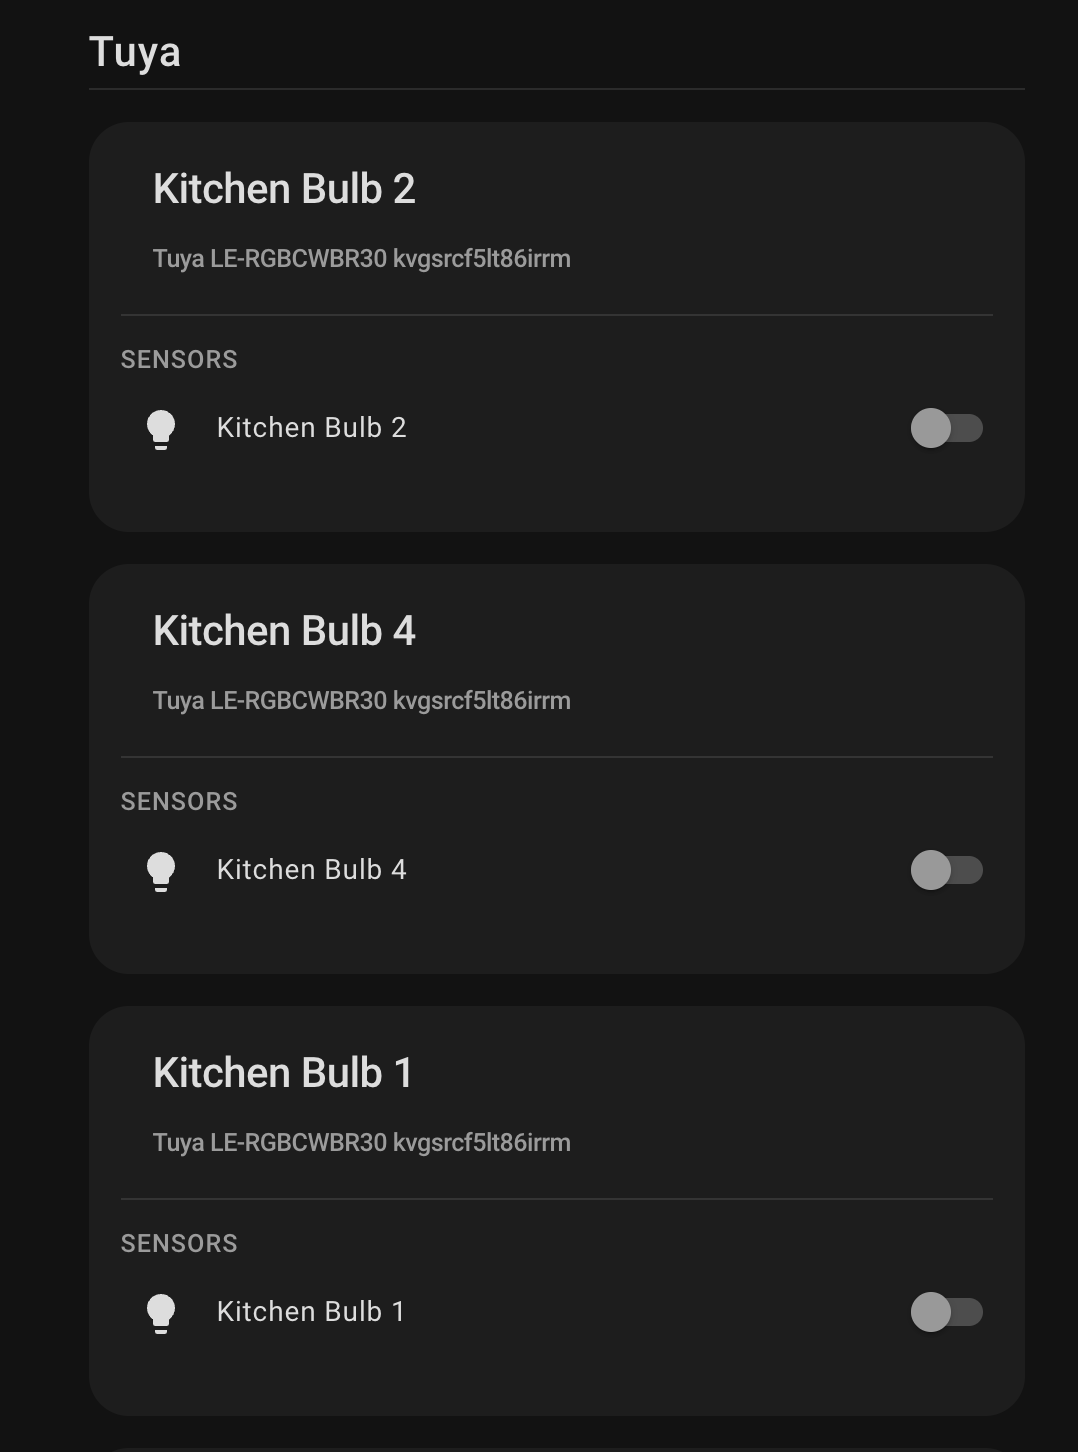 Tuya
Kitchen Bulb 2
Tuya LE-RGBCWBR30 kvgsrcf5lt86irrm
SENSORS
Kitchen Bulb 2
Kitchen Bulb 4
Tuya LE-RGBCWBR30 kvgsrcf5lt86irrm
SENSORS
Kitchen Bulb 4
Kitchen Bulb 1
Tuya LE-RGBCWBR30 kvgsrcf5lt86irrm
SENSORS
Kitchen Bulb 1